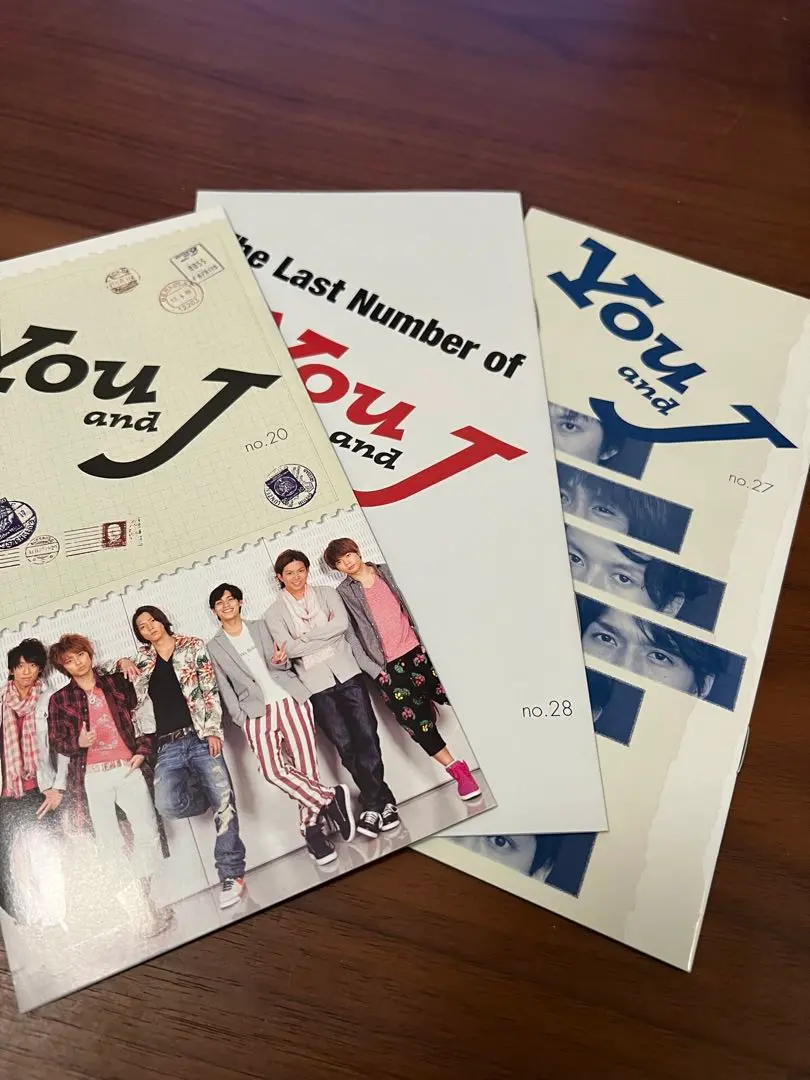 You
and J
no.20
The Last Number of
You
and J
no.28
You
and J
no.27